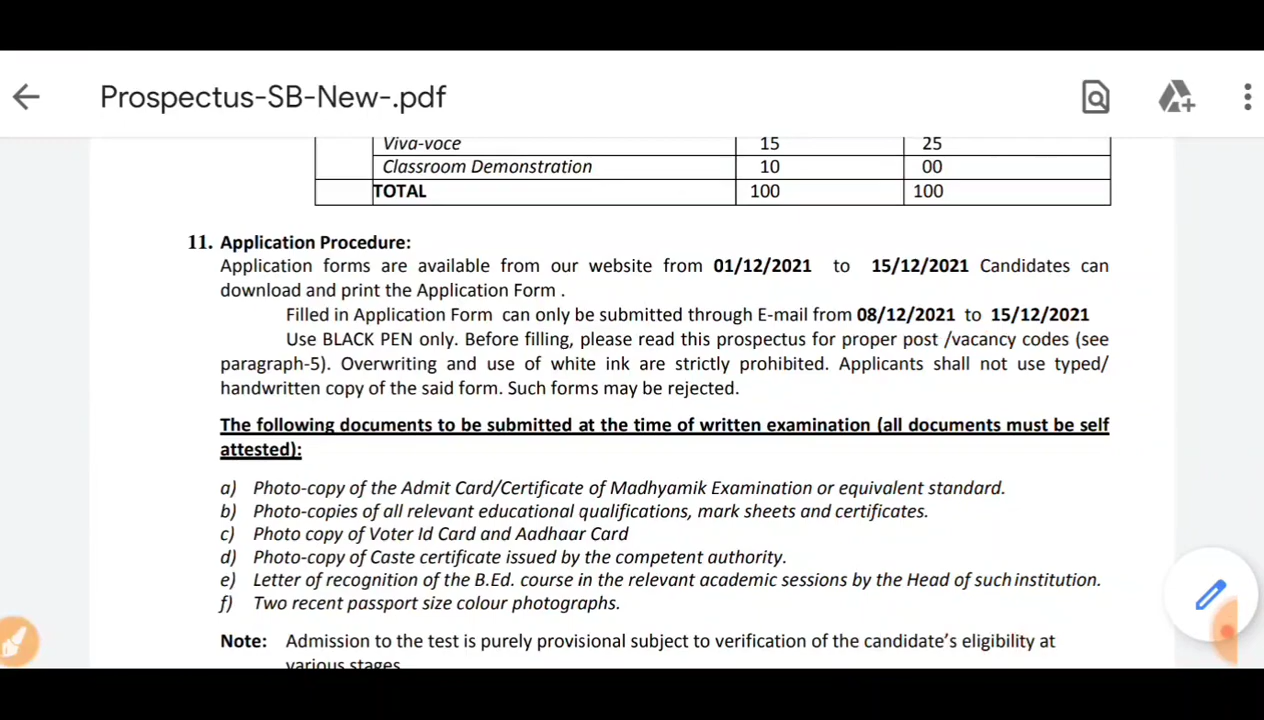 Prospectus-SB-New-.pdf
Viva-voce 15 25
Classroom Demonstration 10 00
TOTAL 100 100
11. Application Procedure:
Application forms are available from our website from 01/12/2021 to 15/12/2021 Candidates can
download and print the Application Form .
Filled in Application Form can only be submitted through E-mail from 08/12/2021 to 15/12/2021
Use BLACK PEN only. Before filling, please read this prospectus for proper post /vacancy codes (see
paragraph-5). Overwriting and use of white ink are strictly prohibited. Applicants shall not use typed/
handwritten copy of the said form. Such forms may be rejected.
The following documents to be submitted at the time of written examination (all documents must be self
attested):
a) Photo-copy of the Admit Card/Certificate of Madhyamik Examination or equivalent standard.
b) Photo-copies of all relevant educational qualifications, mark sheets and certificates.
c) Photo copy of Voter Id Card and Aadhaar Card
d) Photo-copy of Caste certificate issued by the competent authority.
e) Letter of recognition of the B.Ed. course in the relevant academic sessions by the Head of such institution.
f) Two recent passport size colour photographs.
Note: Admission to the test is purely provisional subject to verification of the candidate's eligibility at
various stages